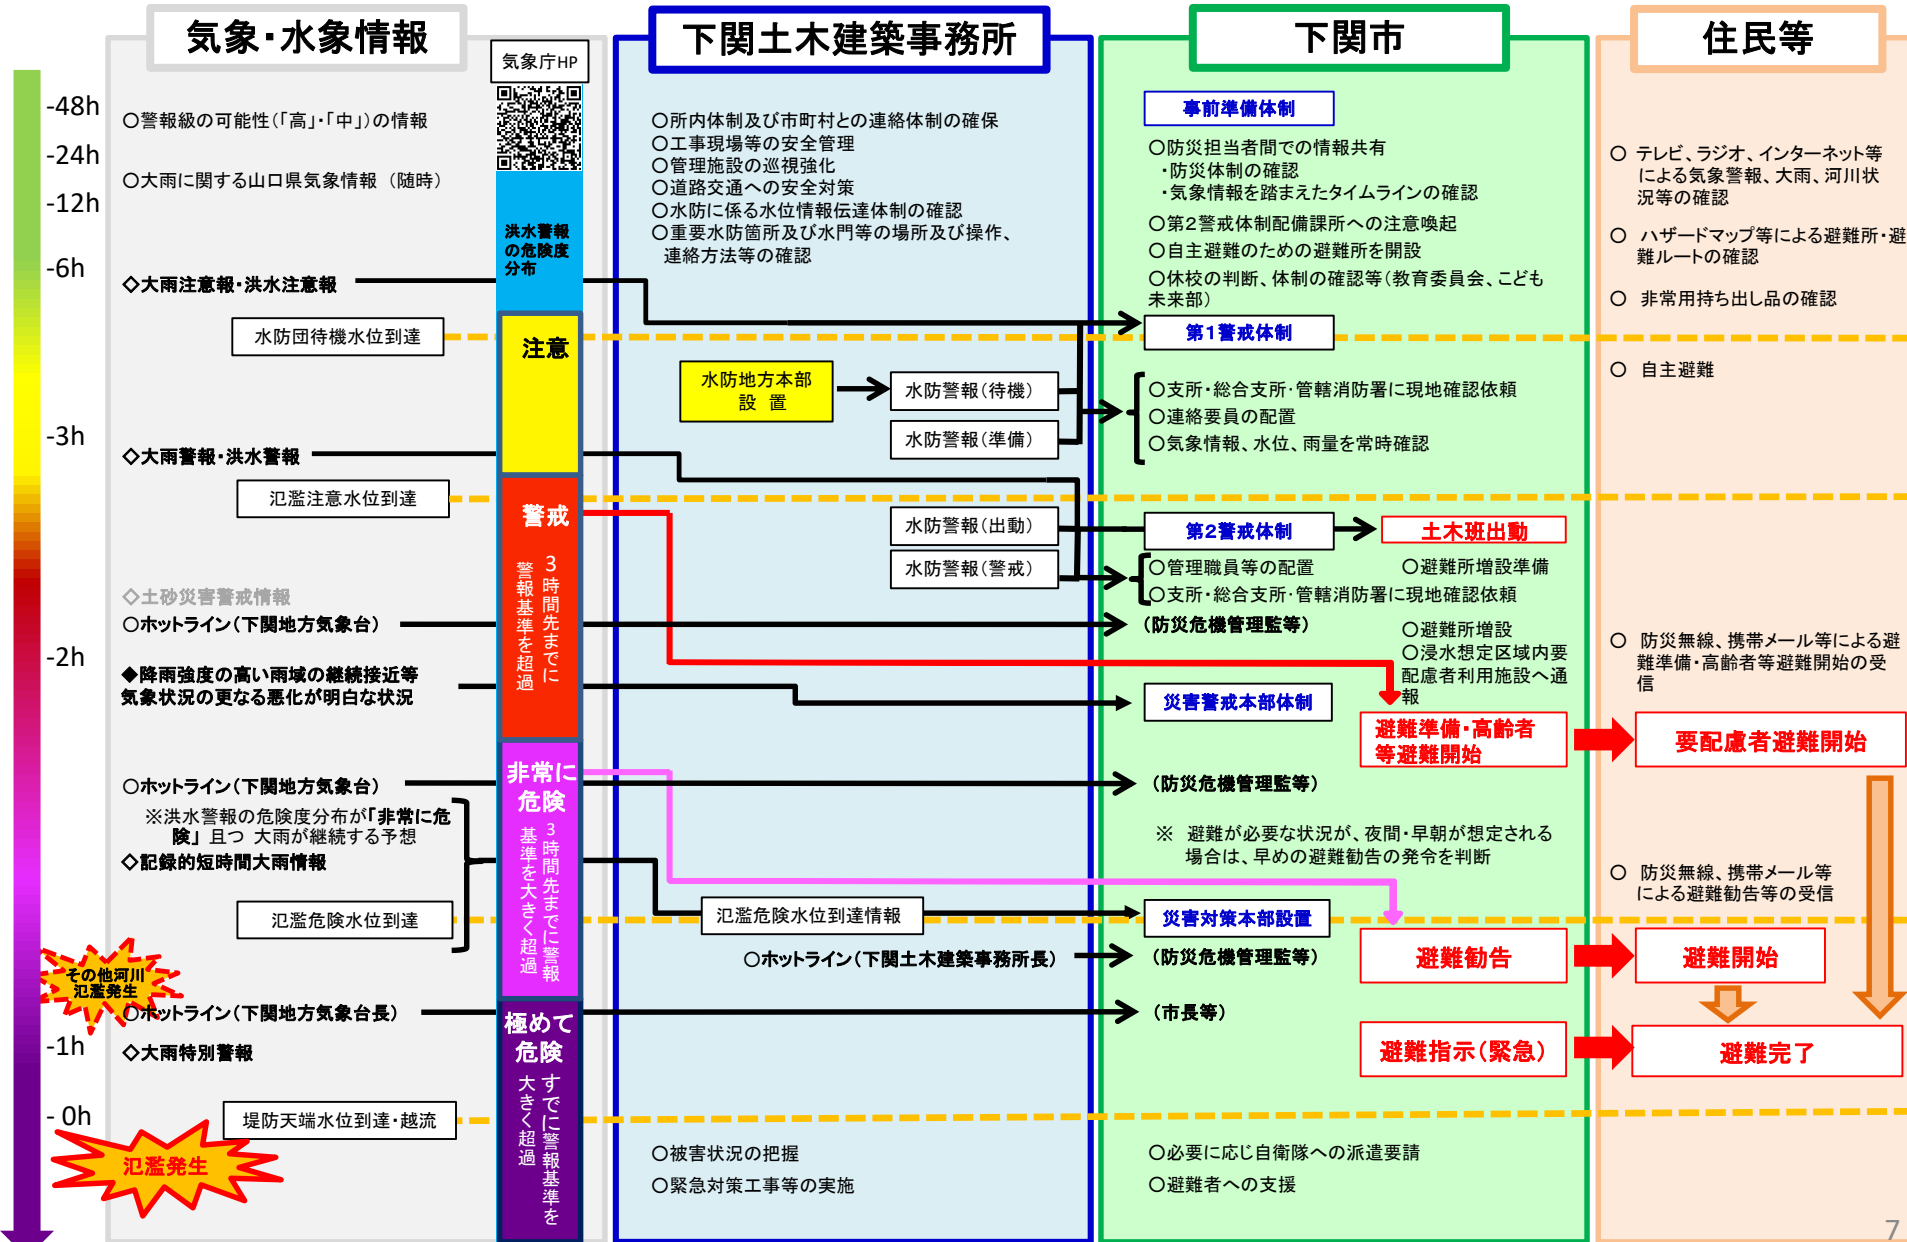 気象・水象情報
気象庁HP
-48h
-24h
-12h
-6h
-3h
-2h
-1h
- 0h
○警報級の可能性（「高」・「中」）の情報
○大雨に関する山口県気象情報 （随時）
洪水警報
の危険度
分布
◇大雨注意報・洪水注意報
水防団待機水位到達
注意
◇大雨警報・洪水警報
氾濫注意水位到達
警戒
3時間先までに
警報基準を超過
◇土砂災害警戒情報
○ホットライン（下関地方気象台）
◆降雨強度の高い雨域の継続接近等
気象状況の更なる悪化が明白な状況
非常に
危険
3時間先までに警報
基準を大きく超過
○ホットライン（下関地方気象台）
※洪水警報の危険度分布が「非常に危
険」 且つ 大雨が継続する予想
◇記録的短時間大雨情報
氾濫危険水位到達
その他河川
氾濫発生
○ホットライン（下関地方気象台長）
◇大雨特別警報
極めて
危険
すでに警報基準を
大きく超過
堤防天端水位到達・越流
氾濫発生
下関土木建築事務所
○所内体制及び市町村との連絡体制の確保
○工事現場等の安全管理
○管理施設の巡視強化
○道路交通への安全対策
○水防に係る水位情報伝達体制の確認
○重要水防箇所及び水門等の場所及び操作、
連絡方法等の確認
水防地方本部
設 置
水防警報（待機）
水防警報（準備）
水防警報（出動）
水防警報（警戒）
氾濫危険水位到達情報
○ホットライン（下関土木建築事務所長）
○被害状況の把握
○緊急対策工事等の実施
下関市
事前準備体制
○防災担当者間での情報共有
・防災体制の確認
・気象情報を踏まえたタイムラインの確認
○第2警戒体制配備課所への注意喚起
○自主避難のための避難所を開設
○休校の判断、体制の確認等（教育委員会、こども
未来部）
第1警戒体制
○支所・総合支所・管轄消防署に現地確認依頼
○連絡要員の配置
○気象情報、水位、雨量を常時確認
第2警戒体制
土木班出動
○管理職員等の配置
○避難所増設準備
○支所・総合支所・管轄消防署に現地確認依頼
（防災危機管理監等）
○避難所増設
○浸水想定区域内要
配慮者利用施設へ通
報
災害警戒本部体制
避難準備・高齢者
等避難開始
（防災危機管理監等）
※ 避難が必要な状況が、夜間・早朝が想定される
場合は、早めの避難勧告の発令を判断
災害対策本部設置
（防災危機管理監等）
避難勧告
（市長等）
避難指示（緊急）
○必要に応じ自衛隊への派遣要請
○避難者への支援
住民等
○ テレビ、ラジオ、インターネット等
による気象警報、大雨、河川状
況等の確認
○ ハザードマップ等による避難所・避
難ルートの確認
○ 非常用持ち出し品の確認
○ 自主避難
○ 防災無線、携帯メール等による避
難準備・高齢者等避難開始の受
信
要配慮者避難開始
○ 防災無線、携帯メール等
による避難勧告等の受信
避難開始
避難完了
7